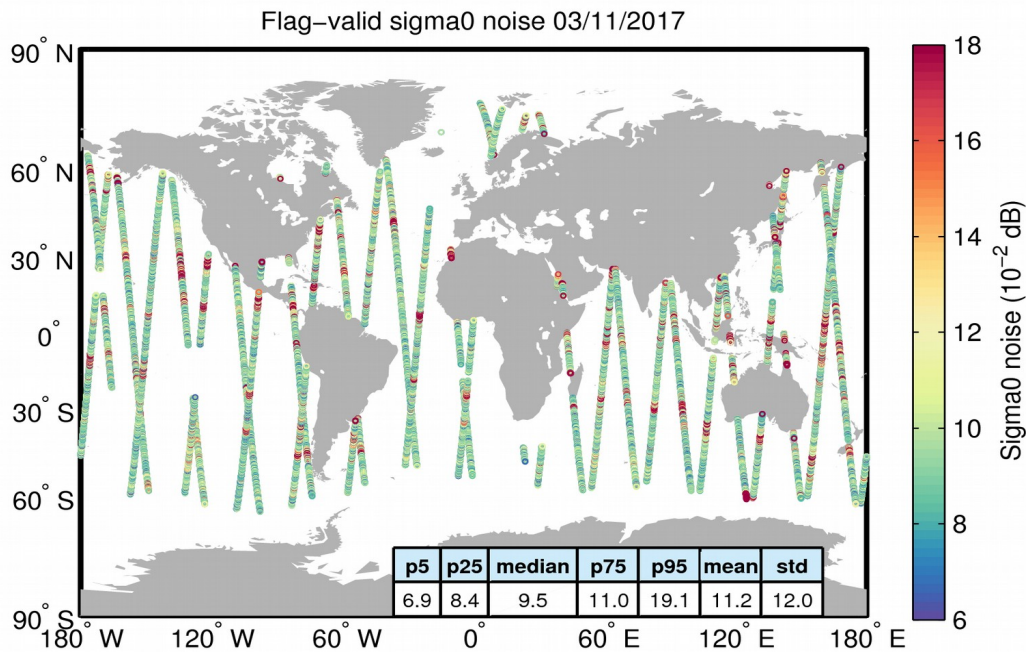 Flag−valid sigma0 noise 03/11/2017
90° N
60° N
30° N
0°
30° S
60° S
90° S
180° W
120° W
60° W
0°
60° E
120° E
180° E
p5 p25 median p75 p95 mean std
6.9 8.4 9.5 11.0 19.1 11.2 12.0
18
16
14
12
10
8
6
Sigma0 noise (10−2 dB)